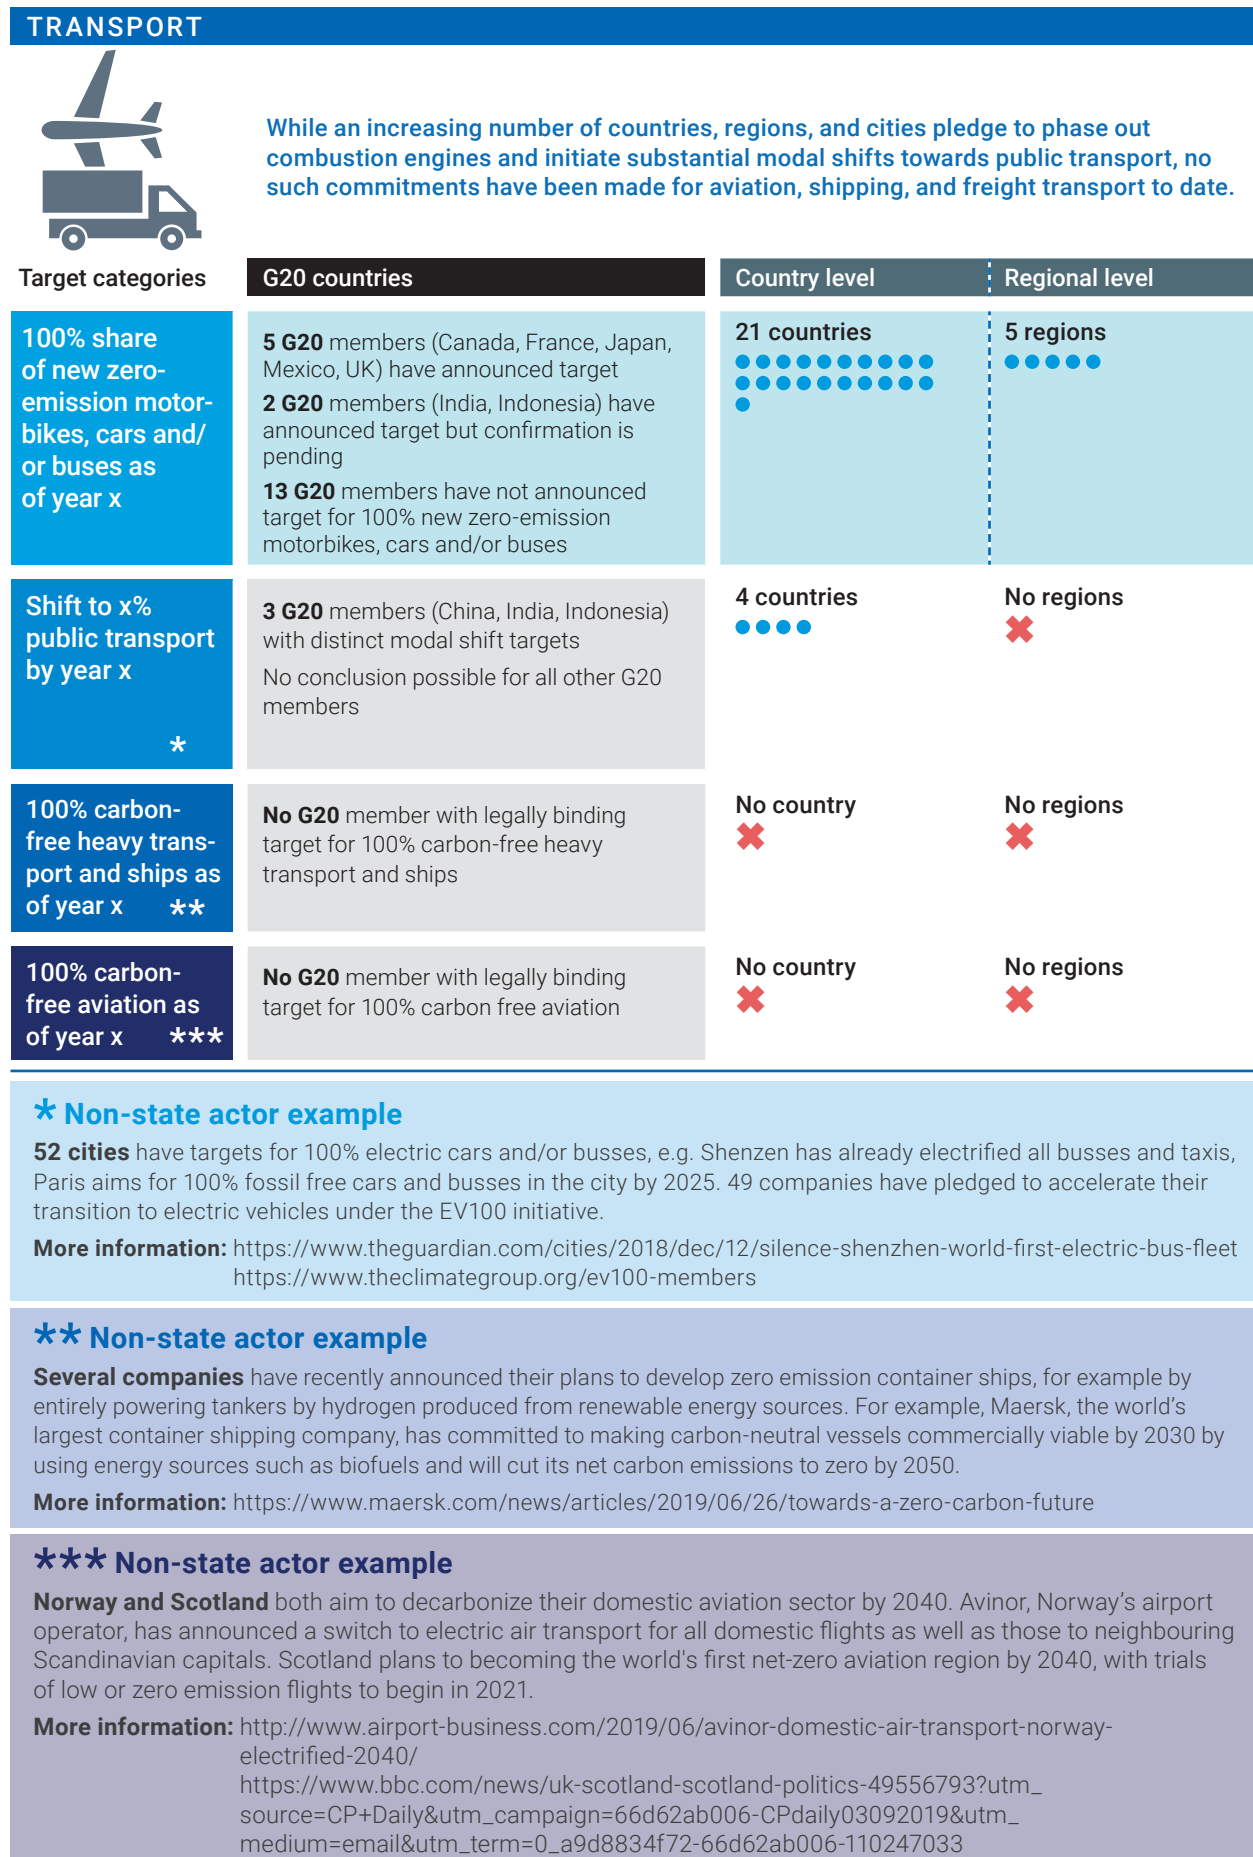 TRANSPORT
While an increasing number of countries, regions, and cities pledge to phase out
combustion engines and initiate substantial modal shifts towards public transport, no
such commitments have been made for aviation, shipping, and freight transport to date.
Target categories
G20 countries
Country level
Regional level
100% share
of new zero-
emission motor-
bikes, cars and/
or buses as
of year x
5 G20 members (Canada, France, Japan,
Mexico, UK) have announced target
2 G20 members (India, Indonesia) have
announced target but confirmation is
pending
13 G20 members have not announced
target for 100% new zero-emission
motorbikes, cars and/or buses
21 countries
5 regions
Shift to x%
public transport
by year x
*
3 G20 members (China, India, Indonesia)
with distinct modal shift targets
No conclusion possible for all other G20
members
4 countries
No regions
100% carbon-
free heavy trans-
port and ships as
of year x **
No G20 member with legally binding
target for 100% carbon-free heavy
transport and ships
No country
No regions
100% carbon-
free aviation as
of year x ***
No G20 member with legally binding
target for 100% carbon free aviation
No country
No regions
* Non-state actor example
52 cities have targets for 100% electric cars and/or busses, e.g. Shenzen has already electrified all busses and taxis,
Paris aims for 100% fossil free cars and busses in the city by 2025. 49 companies have pledged to accelerate their
transition to electric vehicles under the EV100 initiative.
More information: https://www.theguardian.com/cities/2018/dec/12/silence-shenzhen-world-first-electric-bus-fleet
https://www.theclimategroup.org/ev100-members
** Non-state actor example
Several companies have recently announced their plans to develop zero emission container ships, for example by
entirely powering tankers by hydrogen produced from renewable energy sources. For example, Maersk, the world's
largest container shipping company, has committed to making carbon-neutral vessels commercially viable by 2030 by
using energy sources such as biofuels and will cut its net carbon emissions to zero by 2050.
More information: https://www.maersk.com/news/articles/2019/06/26/towards-a-zero-carbon-future
*** Non-state actor example
Norway and Scotland both aim to decarbonize their domestic aviation sector by 2040. Avinor, Norway's airport
operator, has announced a switch to electric air transport for all domestic flights as well as those to neighbouring
Scandinavian capitals. Scotland plans to becoming the world's first net-zero aviation region by 2040, with trials
of low or zero emission flights to begin in 2021.
More information: http://www.airport-business.com/2019/06/avinor-domestic-air-transport-norway-
electrified-2040/
https://www.bbc.com/news/uk-scotland-scotland-politics-49556793?utm_
source=CP+Daily&utm_campaign=66d62ab006-CPdaily03092019&utm_
medium=email&utm_term=0_a9d8834f72-66d62ab006-110247033